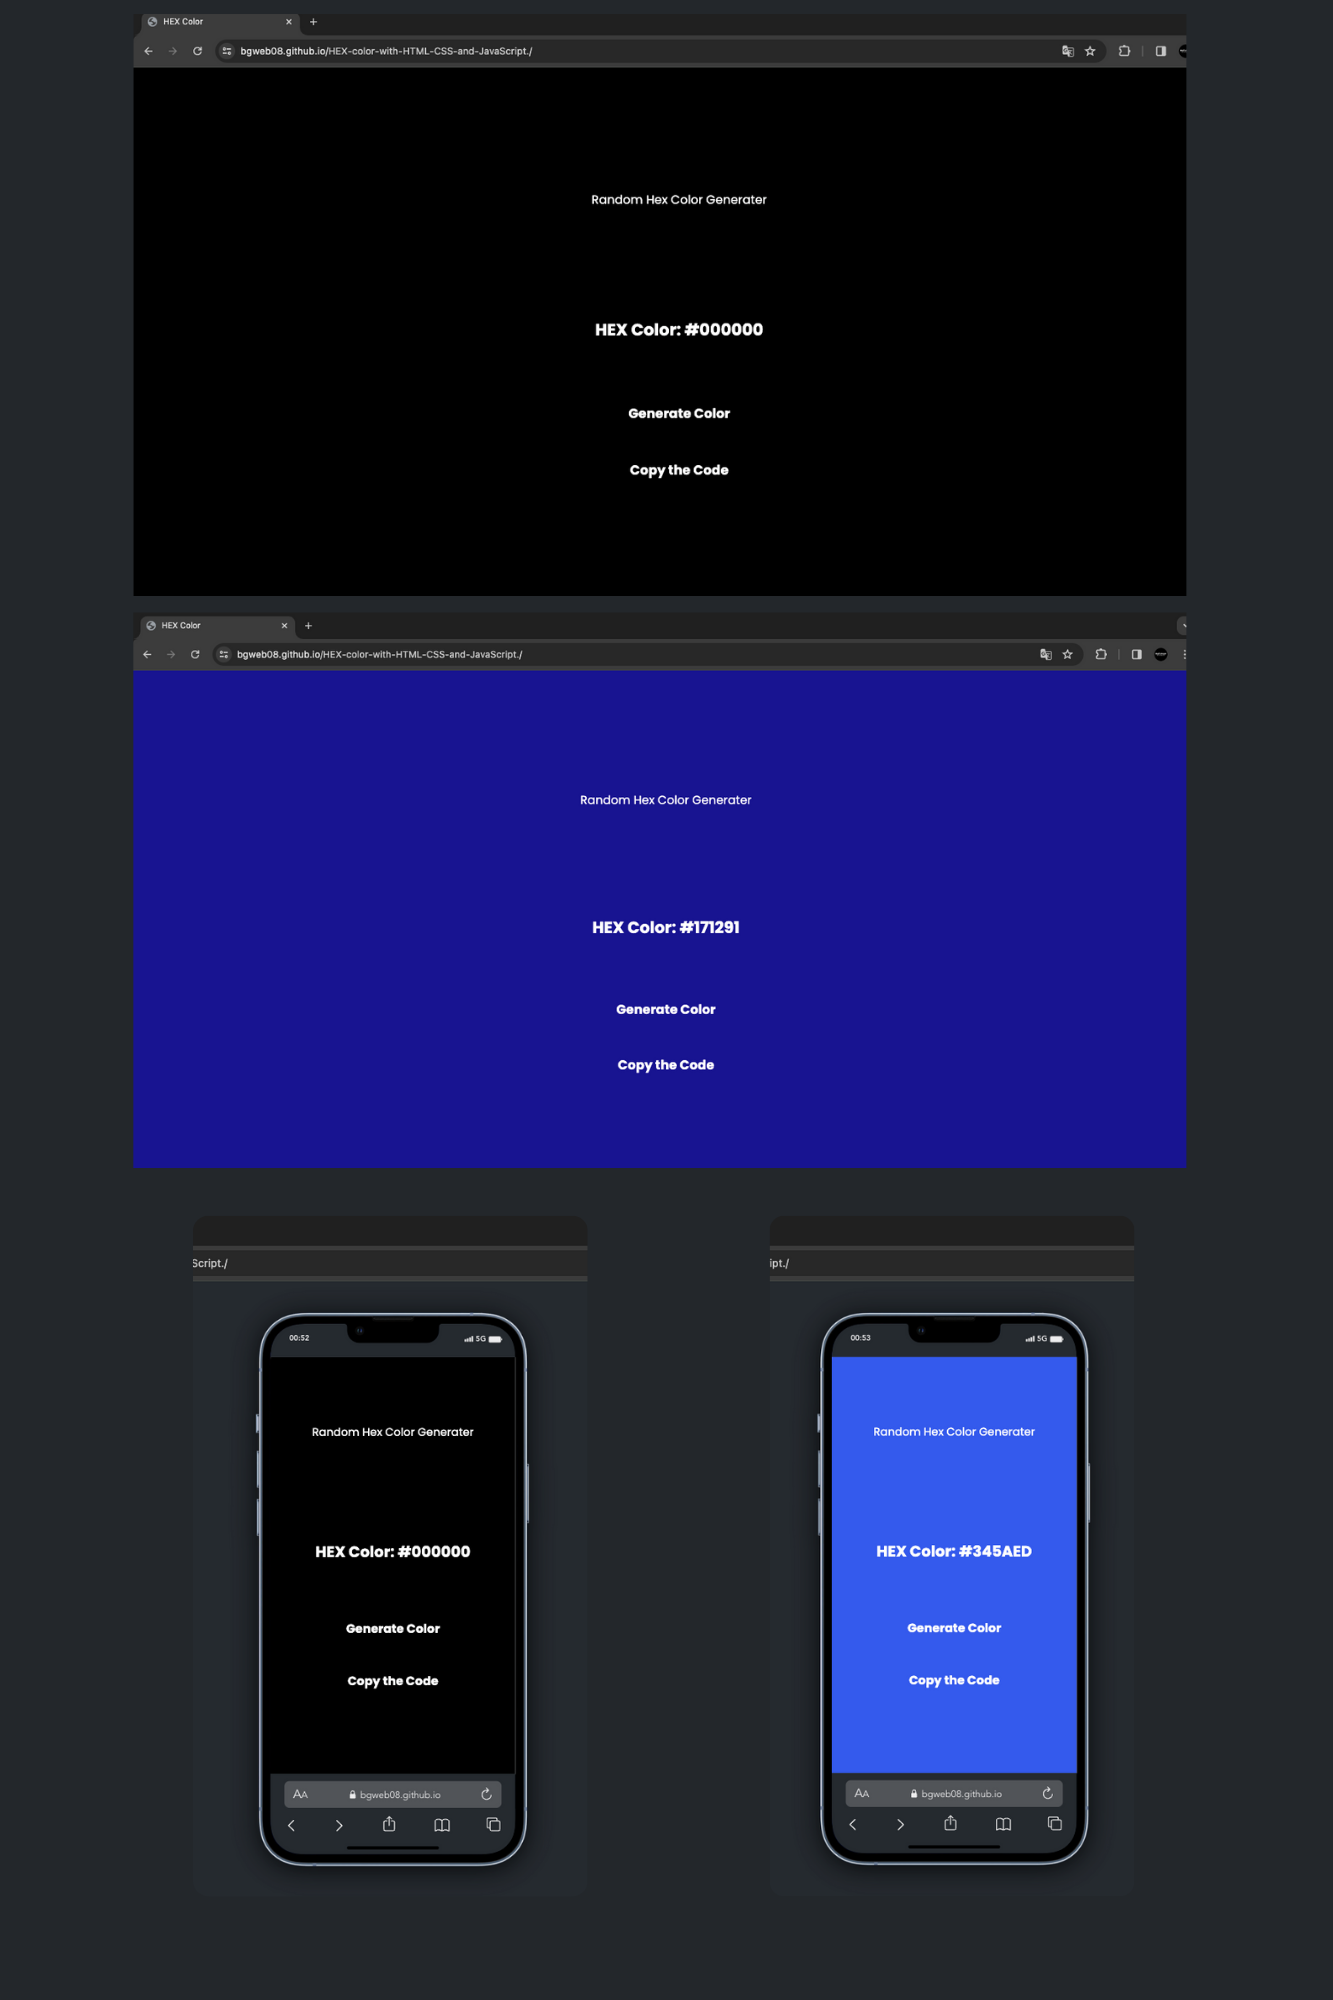 HEX Color
bgweb08.github.io/HEX-color-with-HTML-CSS-and-JavaScript./
Random Hex Color Generater
HEX Color: #000000
Generate Color
Copy the Code
HEX Color
bgweb08.github.io/HEX-color-with-HTML-CSS-and-JavaScript./
Random Hex Color Generater
HEX Color: #171291
Generate Color
Copy the Code
Script./
00:52 5G
Random Hex Color Generater
HEX Color: #000000
Generate Color
Copy the Code
AA bgweb08.github.io
ipt./
00:53 5G
Random Hex Color Generater
HEX Color: #345AED
Generate Color
Copy the Code
AA bgweb08.github.io